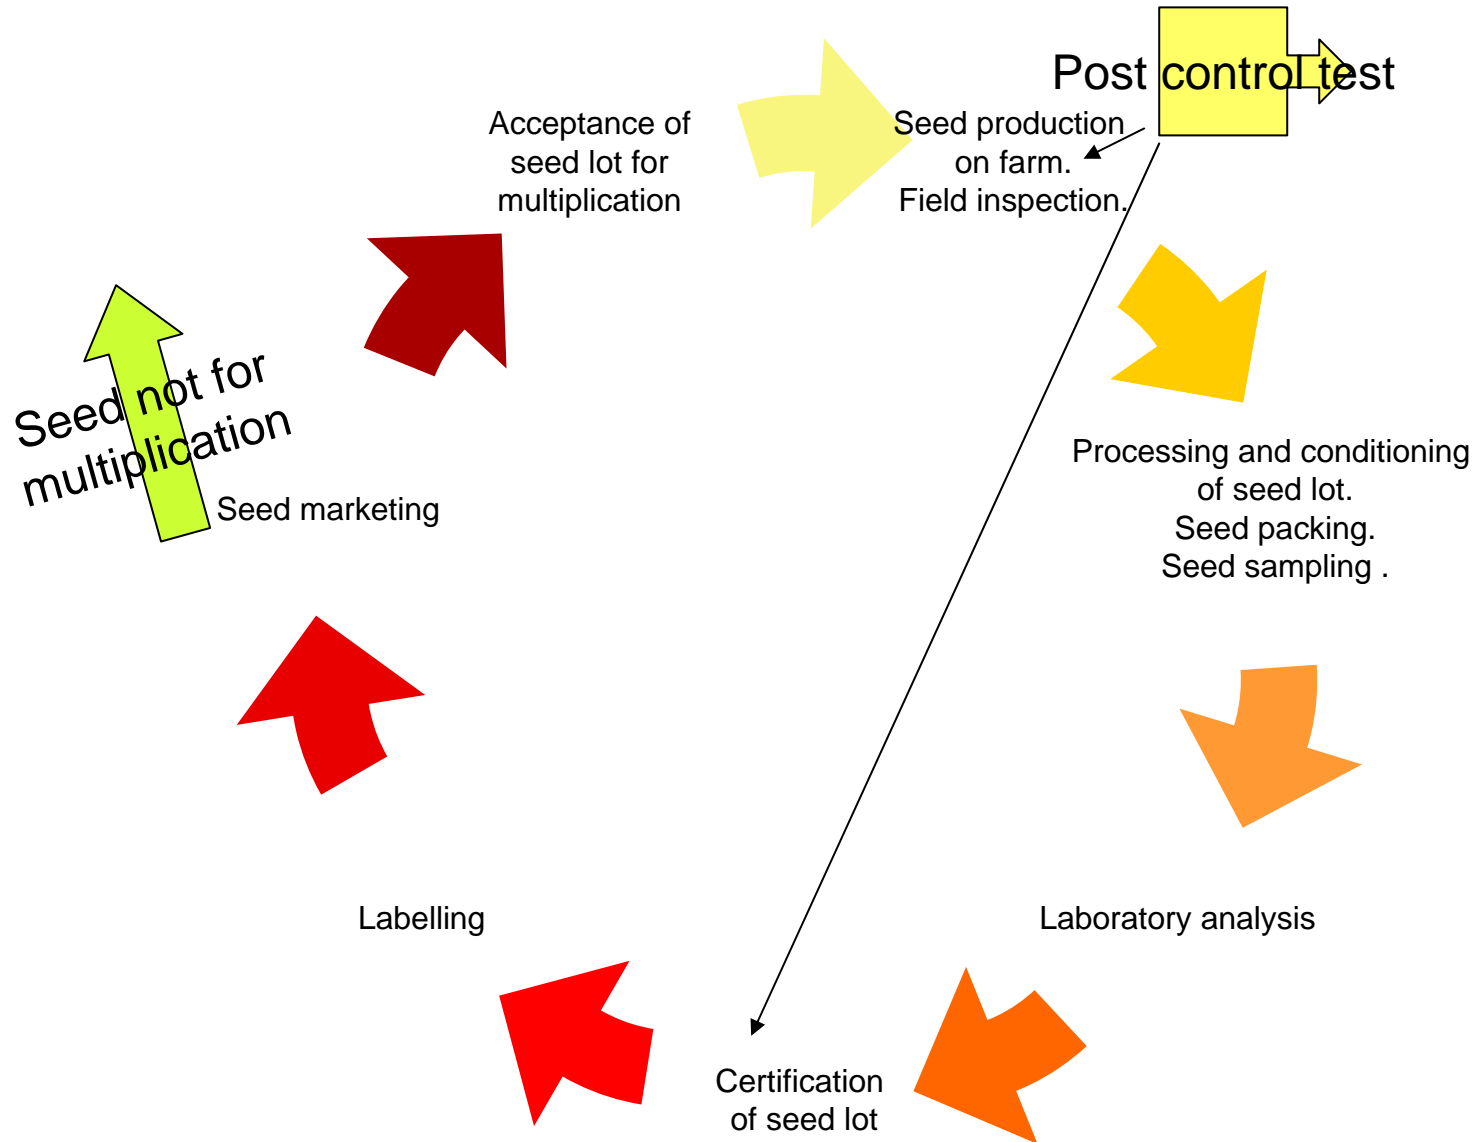 Post control test
Acceptance of
seed lot for
multiplication
Seed production
on farm.
Field inspection.
Seed not for
multiplication
Seed marketing
Processing and conditioning
of seed lot.
Seed packing.
Seed sampling .
Labelling
Laboratory analysis
Certification
of seed lot